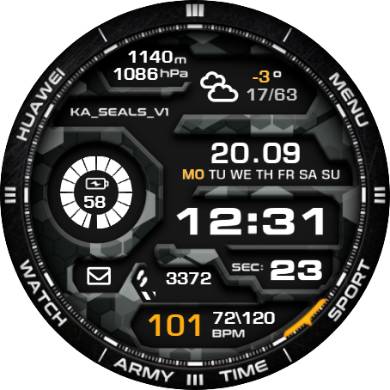 HUAWEI
MENU
1140m
1086hPa
-3°
17/63
KA_SEALS_V1
20.09
MO TU WE TH FR SA SU
58
12:31
3372
SEC: 23
101 72\120
BPM
WATCH
ARMY
TIME
SPORT